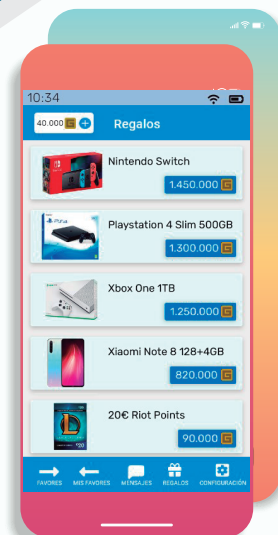 10:34
40.000 G
Regalos
Nintendo Switch
1.450.000 G
Playstation 4 Slim 500GB
1.300.000 G
Xbox One 1TB
1.250.000 G
Xiaomi Note 8 128+4GB
820.000 G
20€ Riot Points
90.000 G
FAVORES MIS FAVORES MENSAJES REGALOS CONFIGURACIÓN